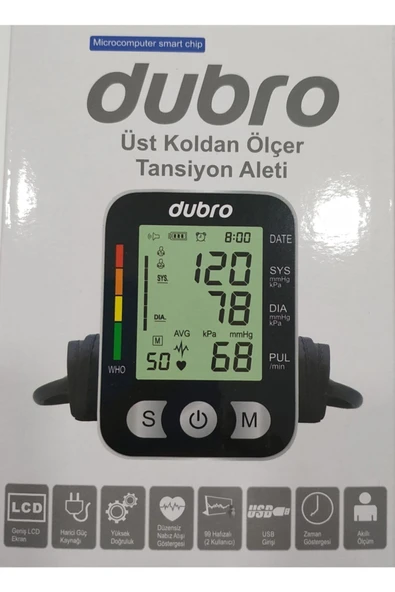 Microcomputer smart chip
dubro
Üst Koldan Ölçer
Tansiyon Aleti
dubro
8:00 DATE
SYS. 120 SYS
mmHg
kPa
DIA. 78 DIA
mmHg
kPa
AVG kPa mmHg
M 50 68 PUL
/min
WHO
S M
LCD USB
Geniş LCD Ekran
Harici Güç Kaynağı
Yüksek Doğruluk
Düzensiz Nabız Atışı Göstergesi
99 Hafızalı (2 Kullanıcı)
USB Girişi
Zaman Göstergesi
Akıllı Ölçüm